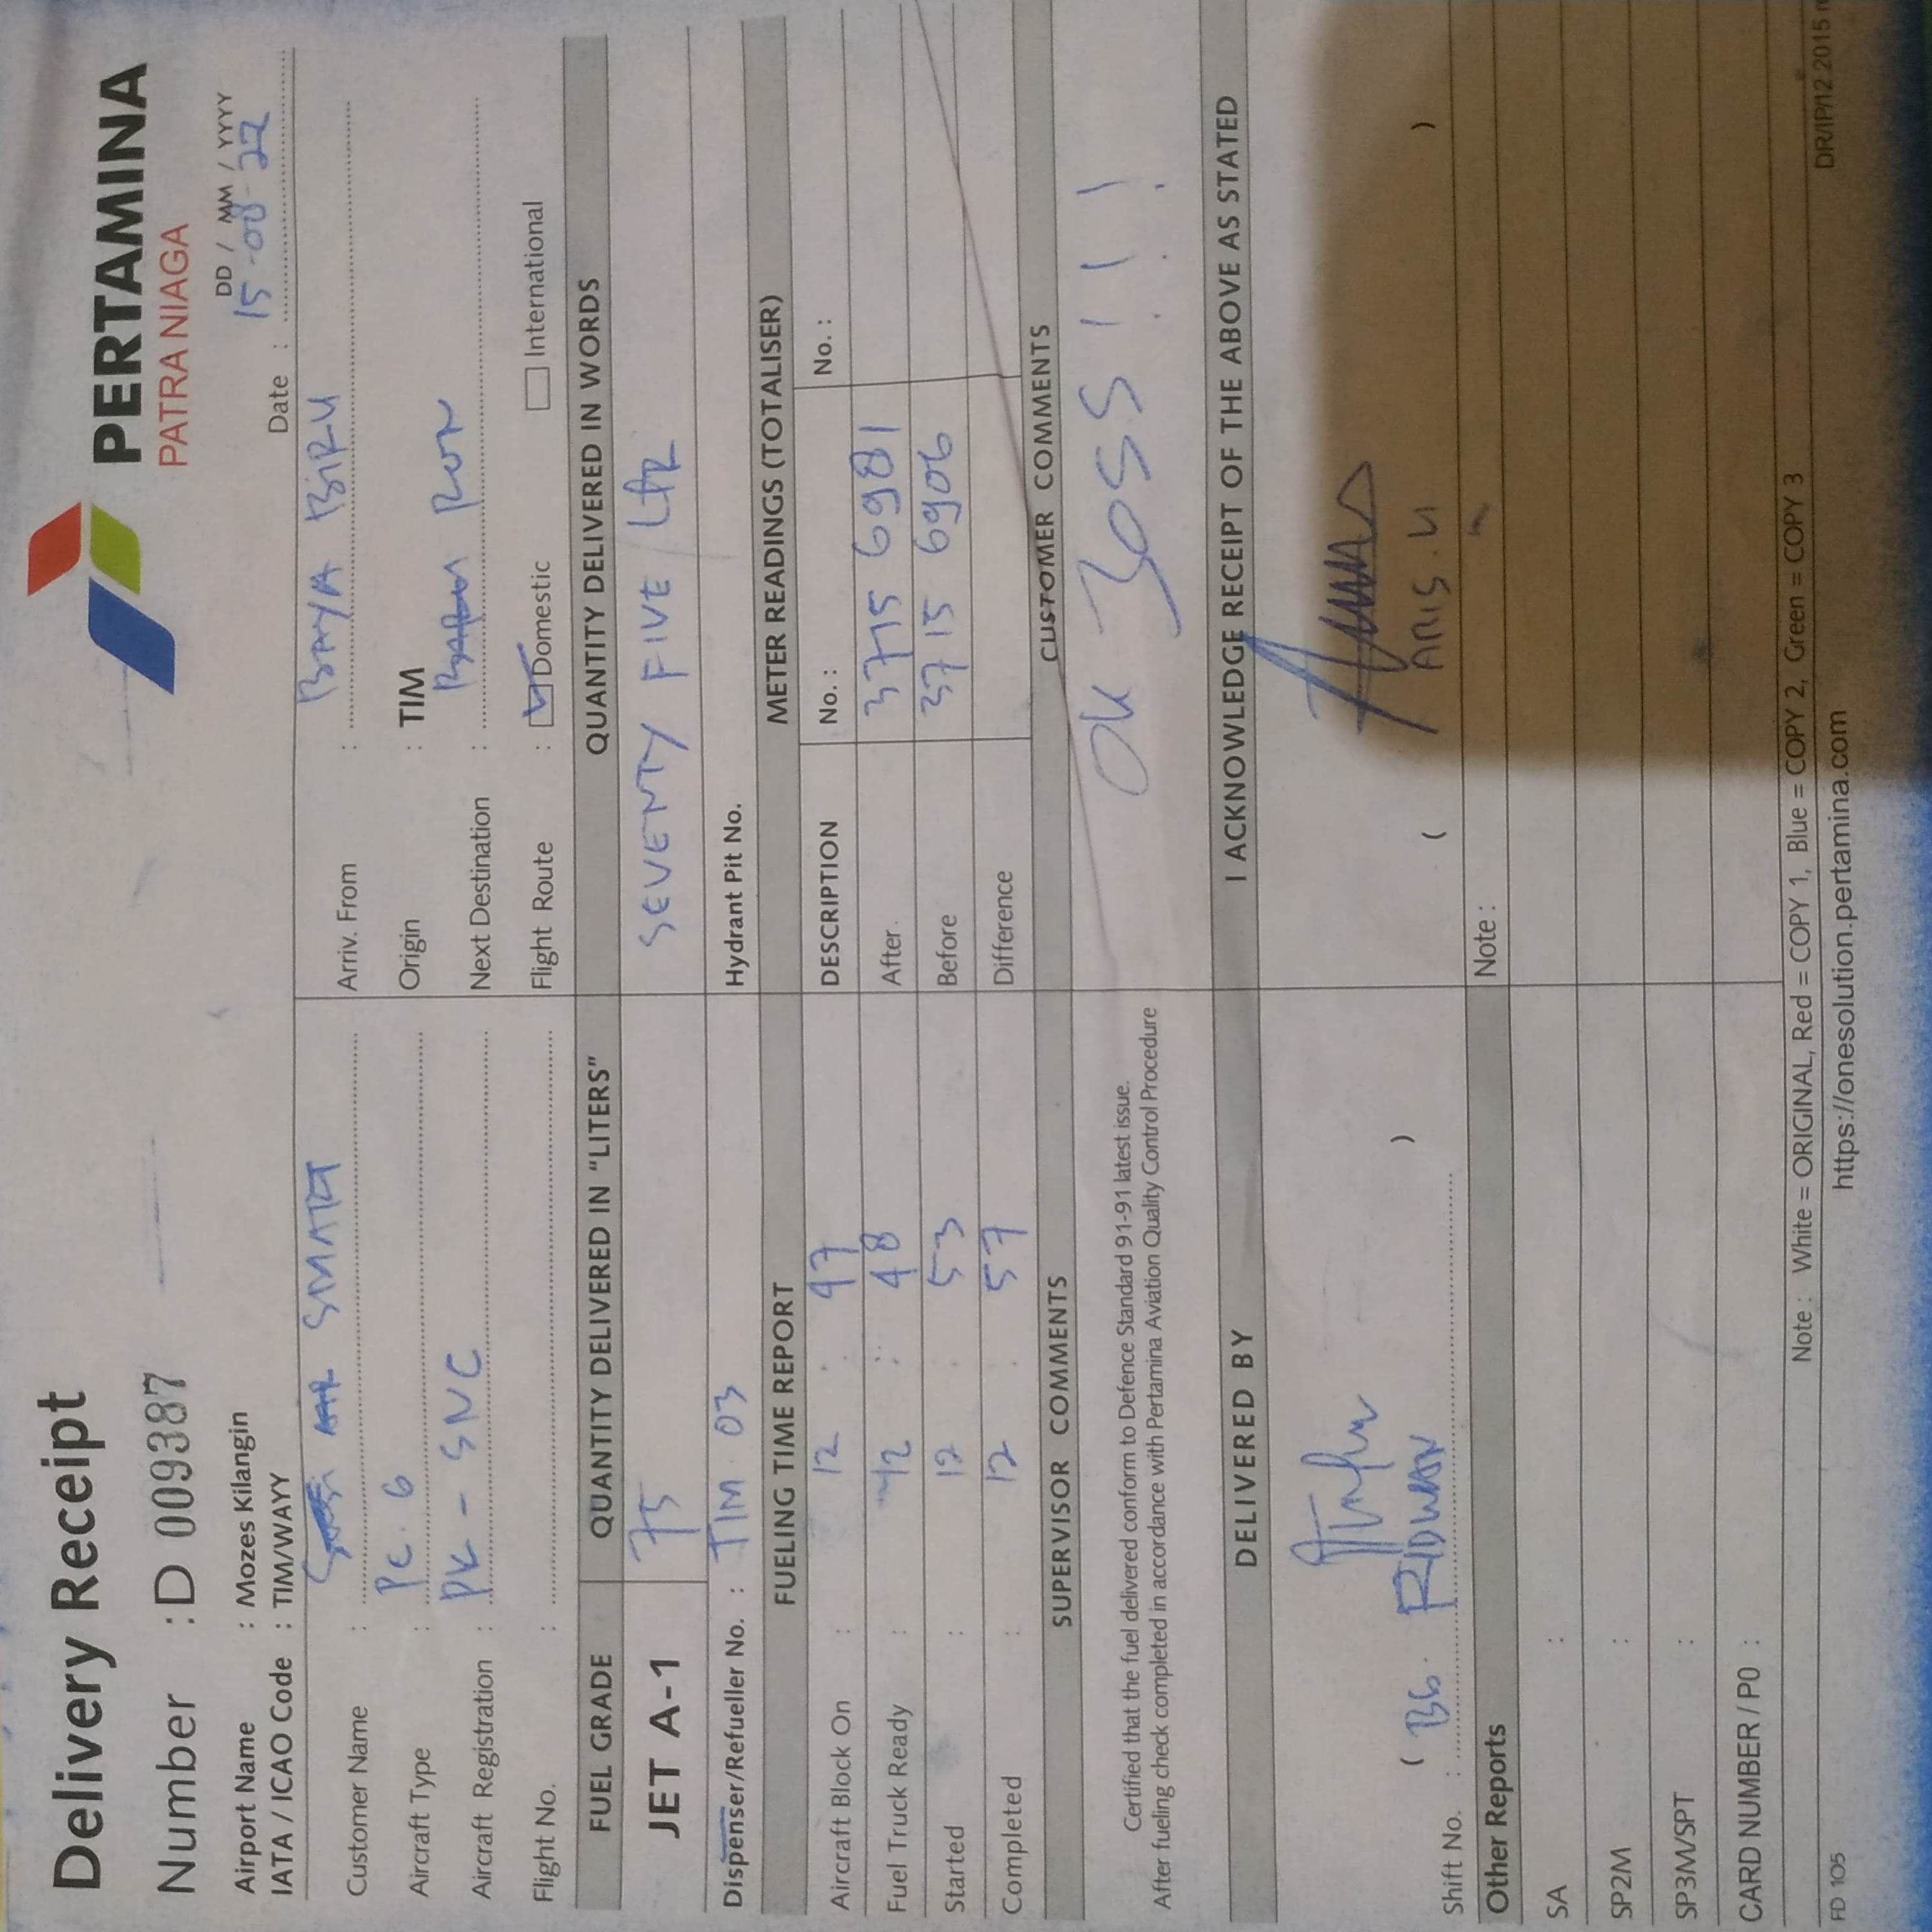 Delivery Receipt
PERTAMINA
PATRA NIAGA
Number : D 009387
DD / MM / YYYY
Airport Name : Mozes Kilangin
Date : 15-08-22
IATA / ICAO Code : TIM/WAYY
Customer Name : SMART
Arriv. From : BAYA BIRU
Aircraft Type : PC. 6
Origin : TIM
Aircraft Registration : PK - SNC
Next Destination :
Flight No. :
Flight Route : Domestic International
FUEL GRADE QUANTITY DELIVERED IN "LITERS" QUANTITY DELIVERED IN WORDS
JET A-1 75 SEVENTY FIVE / LTR
Dispenser/Refueller No. : TIM 03 Hydrant Pit No.
FUELING TIME REPORT METER READINGS (TOTALISER)
Aircraft Block On : 12 : 47 DESCRIPTION No. : No. :
Fuel Truck Ready : 12 : 48 After 3715 6981
Started : 12 : 53 Before 3715 6906
Completed : 12 : 57 Difference
SUPERVISOR COMMENTS CUSTOMER COMMENTS
Certified that the fuel delivered conform to Defence Standard 91-91 latest issue.
After fueling check completed in accordance with Pertamina Aviation Quality Control Procedure
OK JOSS!!!
DELIVERED BY I ACKNOWLEDGE RECEIPT OF THE ABOVE AS STATED
( RIDWAN ) ( ARIS. )
Shift No. :
Other Reports Note :
SA :
SP2M :
SP3M/SPT :
CARD NUMBER / PO :
Note : White = ORIGINAL, Red = COPY 1, Blue = COPY 2, Green = COPY 3
FD 105 https://onesolution.pertamina.com DR/IP/12 2015